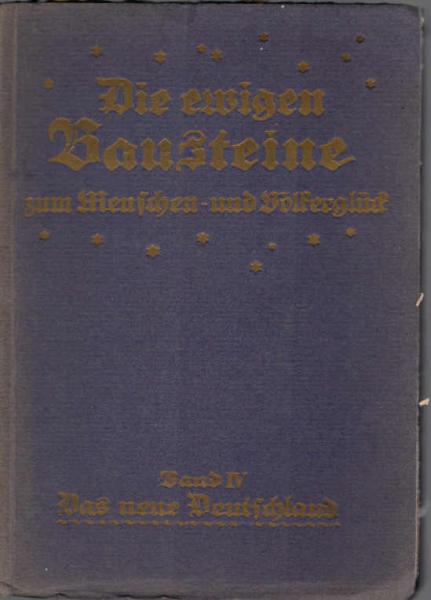 Die ewigen
Bausteine
zum Menschen- und Völkerglück
Band IV
Das neue Deutschland